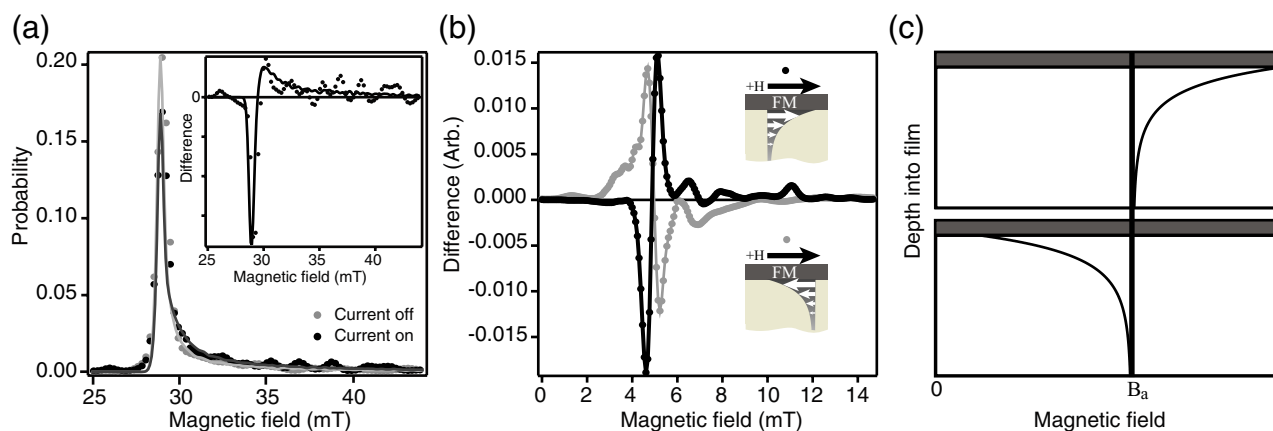 (a)
0.20
0.15
0.10
0.05
0.00
Probability
25
30
35
40
Magnetic field (mT)
Current off
Current on
0
Difference
25
30
35
40
Magnetic field (mT)
(b)
0.015
0.010
0.005
0.000
-0.005
-0.010
-0.015
Difference (Arb.)
0
2
4
6
8
10
12
14
Magnetic field (mT)
+H
FM
+H
FM
(c)
Depth into film
0
Bₐ
Magnetic field